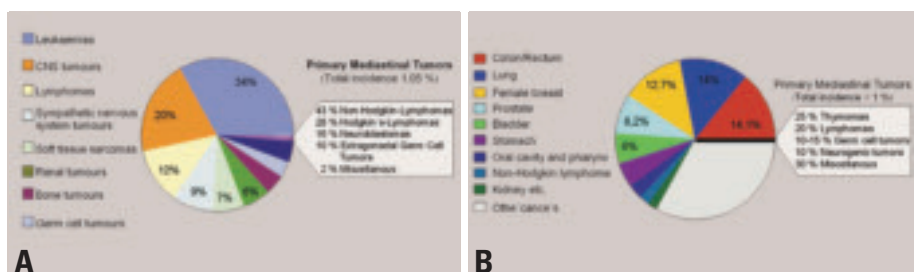 Leukaemias
CNS tumours
Lymphomas
Sympathetic nervous
system tumours
Soft tissue sarcomas
Renal tumours
Bone tumours
Germ cell tumours
34%
20%
12%
9%
7%
6%
Primary Mediastinal Tumors
(Total incidence 1.05 %)
Non-Hodgkin-Lymphomas
Hodgkin's-Lymphomas
Neuroblastomas
Extragonadal Germ Cell
Tumors
2 % Miscellaneous
A
Colon/Rectum
Lung
Female breast
Prostate
Bladder
Stomach
Oral cavity and pharynx
Non-Hodgkin lymphoma
Kidney etc.
Other cancers
12,7%
14%
14,1%
8,2%
6%
Primary Mediastinal Tumors
(Total incidence < 1 %)
25 % Thymomas
20 % Lymphomas
10-15 % Germ cell tumors
10 % Neurogenic tumors
30 % Miscellaneous
B